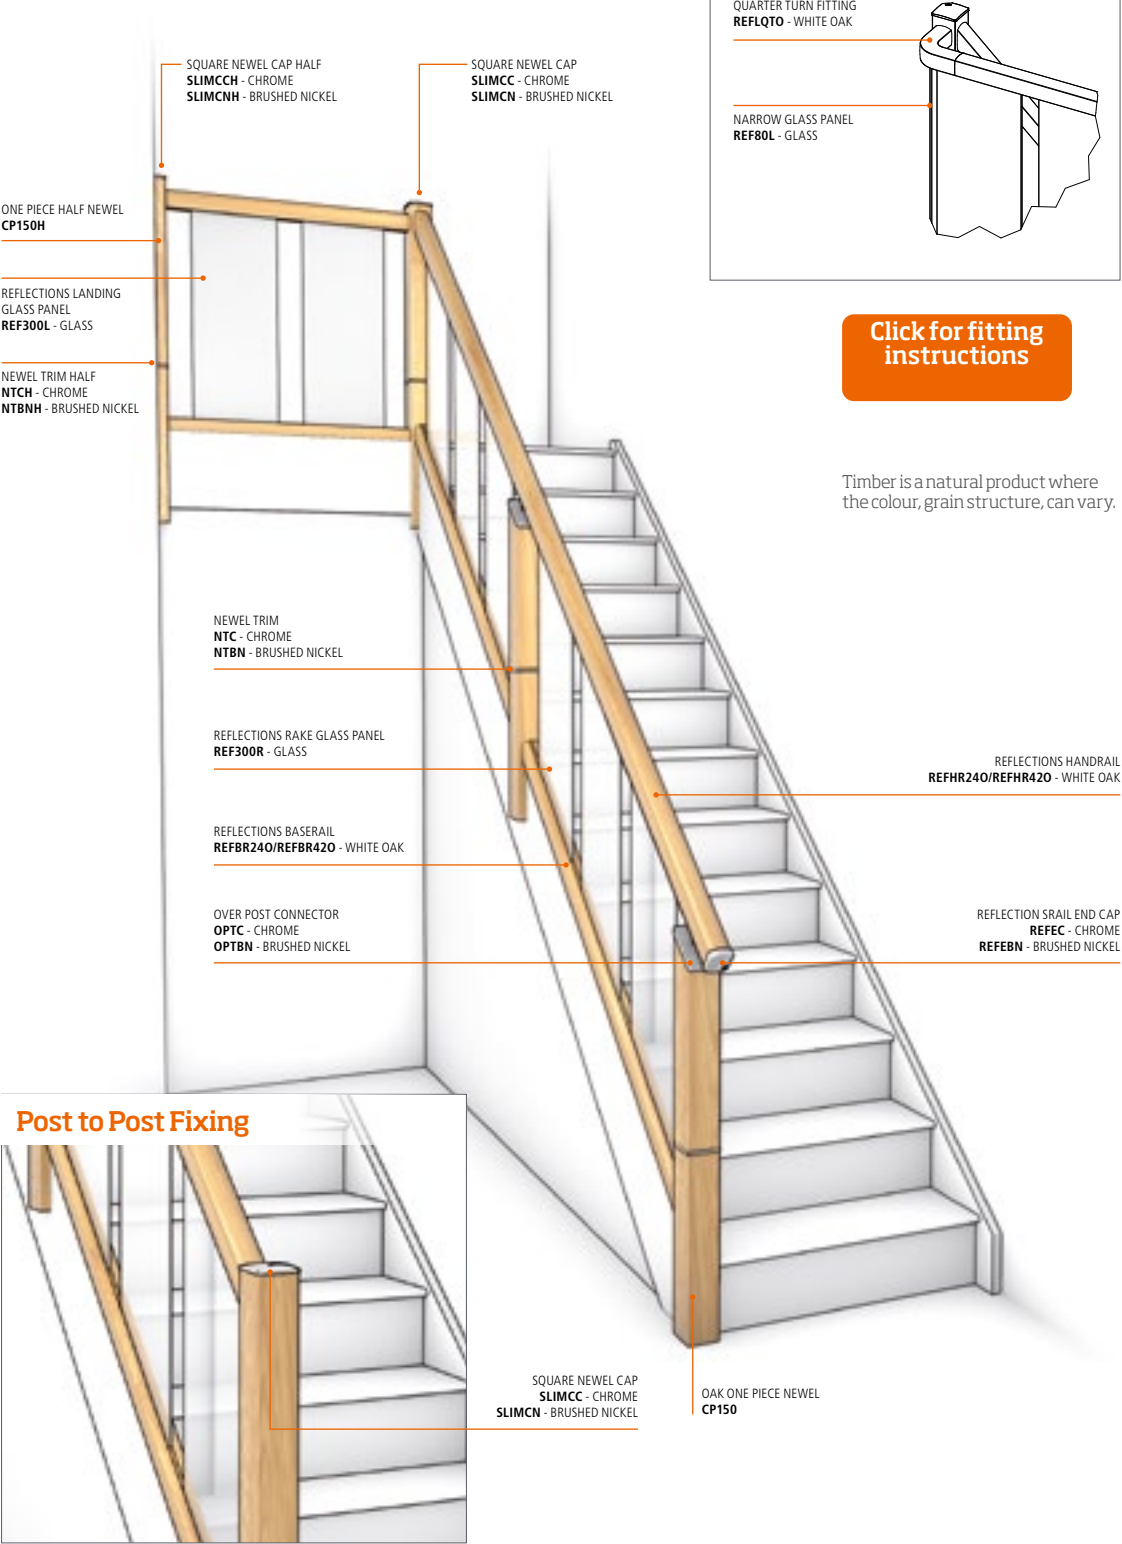 QUARTER TURN FITTING
REFLQTO - WHITE OAK
NARROW GLASS PANEL
REF80L - GLASS
SQUARE NEWEL CAP HALF
SLIMCCH - CHROME
SLIMCNH - BRUSHED NICKEL
SQUARE NEWEL CAP
SLIMCC - CHROME
SLIMCN - BRUSHED NICKEL
ONE PIECE HALF NEWEL
CP150H
REFLECTIONS LANDING
GLASS PANEL
REF300L - GLASS
NEWEL TRIM HALF
NTCH - CHROME
NTBNH - BRUSHED NICKEL
Click for fitting
instructions
Timber is a natural product where
the colour, grain structure, can vary.
NEWEL TRIM
NTC - CHROME
NTBN - BRUSHED NICKEL
REFLECTIONS RAKE GLASS PANEL
REF300R - GLASS
REFLECTIONS HANDRAIL
REFHR24O/REFHR42O - WHITE OAK
REFLECTIONS BASERAIL
REFBR24O/REFBR42O - WHITE OAK
OVER POST CONNECTOR
OPTC - CHROME
OPTBN - BRUSHED NICKEL
REFLECTION SRAIL END CAP
REFEC - CHROME
REFEBN - BRUSHED NICKEL
Post to Post Fixing
SQUARE NEWEL CAP
SLIMCC - CHROME
SLIMCN - BRUSHED NICKEL
OAK ONE PIECE NEWEL
CP150